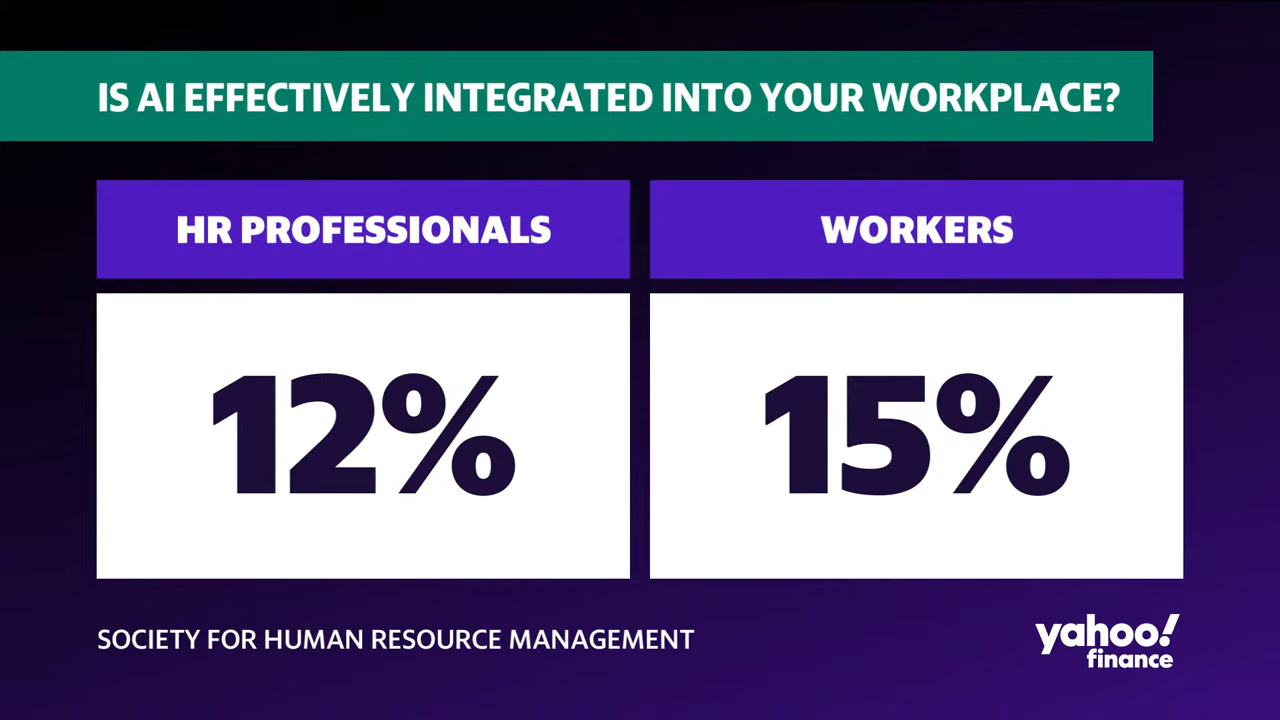 IS AI EFFECTIVELY INTEGRATED INTO YOUR WORKPLACE?
HR PROFESSIONALS
WORKERS
12%
15%
SOCIETY FOR HUMAN RESOURCE MANAGEMENT
yahoo!
finance